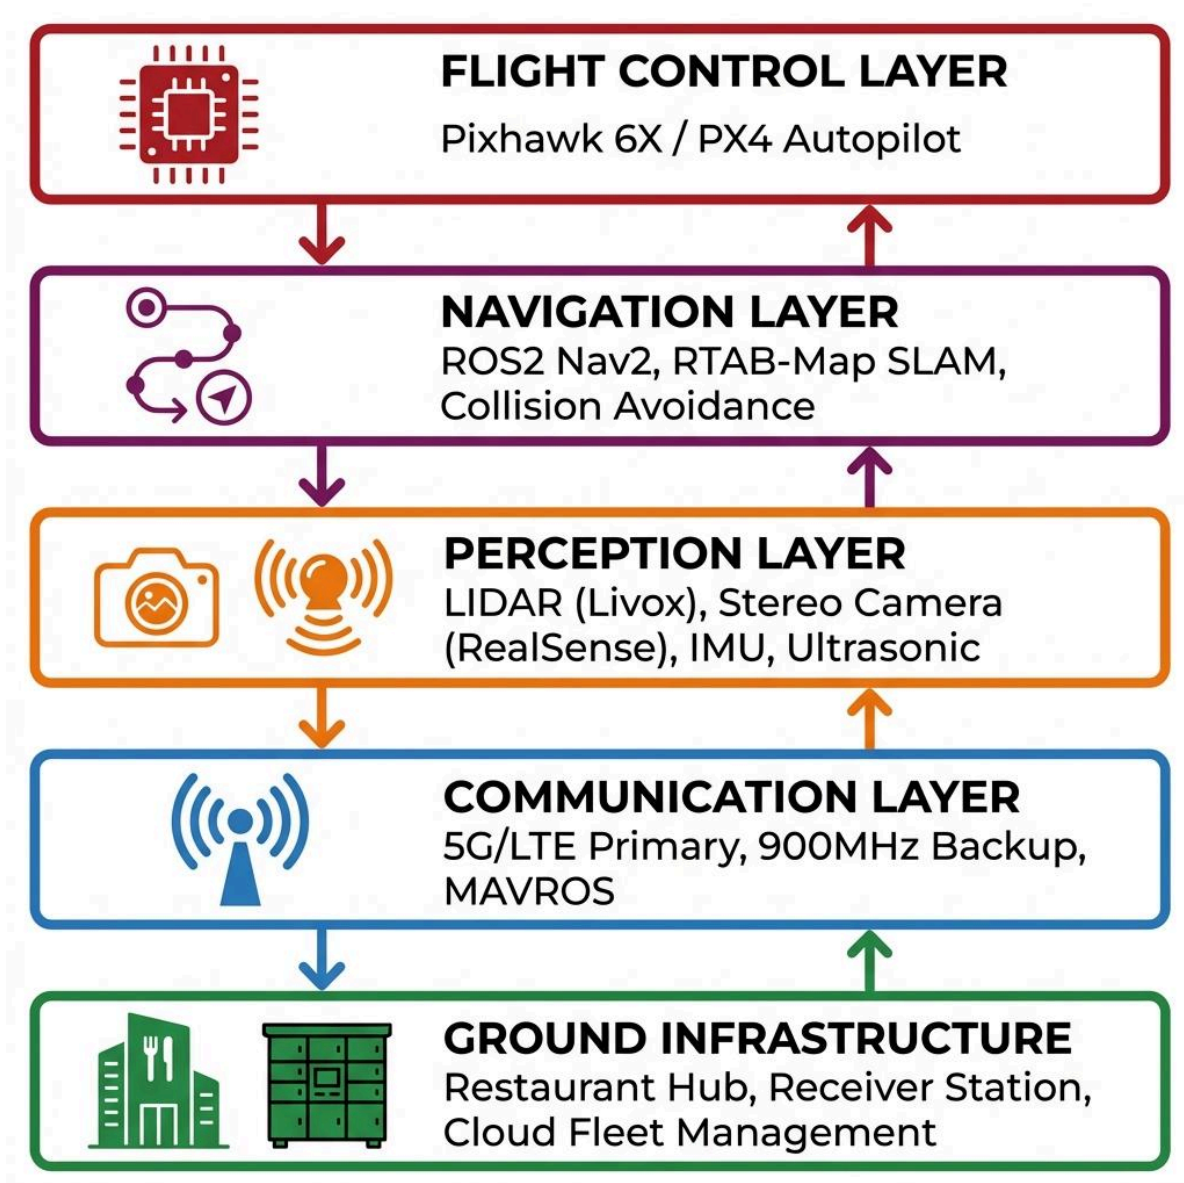 FLIGHT CONTROL LAYER
Pixhawk 6X / PX4 Autopilot
NAVIGATION LAYER
ROS2 Nav2, RTAB-Map SLAM,
Collision Avoidance
PERCEPTION LAYER
LIDAR (Livox), Stereo Camera
(RealSense), IMU, Ultrasonic
COMMUNICATION LAYER
5G/LTE Primary, 900MHz Backup,
MAVROS
GROUND INFRASTRUCTURE
Restaurant Hub, Receiver Station,
Cloud Fleet Management